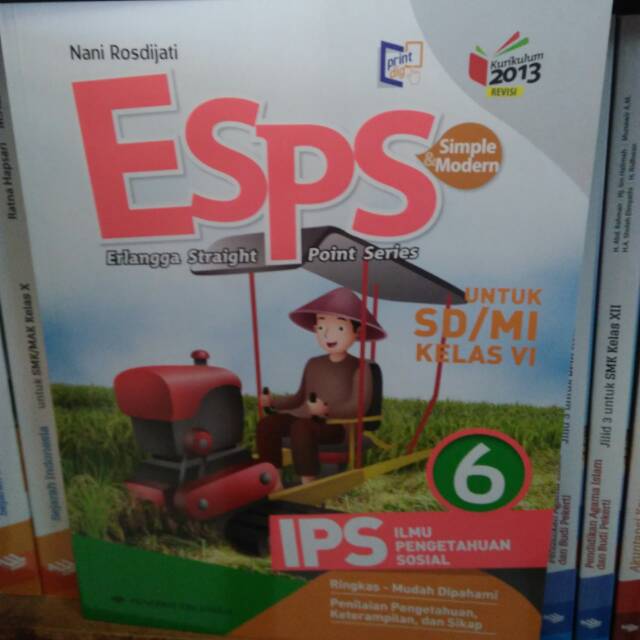 Nani Rosdijati
print
dig
Kurikulum
2013
REVISI
ESPS
Simple
& Modern
Erlangga Straight Point Series
UNTUK
SD/MI
KELAS VI
6
IPS
ILMU
PENGETAHUAN
SOSIAL
Ringkas – Mudah Dipahami
Penilaian Pengetahuan,
Keterampilan, dan Sikap
Ratna Hapsari
Sejarah Indonesia
untuk SMK/MAK Kelas X
Pendidikan Agama Islam
dan Budi Pekerti
Jilid 3 untuk SMK Kelas XII